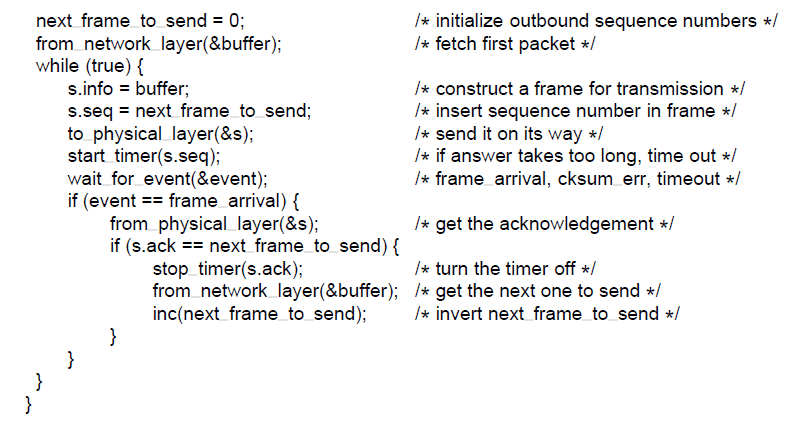 next_frame_to_send = 0; /* initialize outbound sequence numbers */
from_network_layer(&buffer); /* fetch first packet */
while (true) {
s.info = buffer; /* construct a frame for transmission */
s.seq = next_frame_to_send; /* insert sequence number in frame */
to_physical_layer(&s); /* send it on its way */
start_timer(s.seq); /* if answer takes too long, time out */
wait_for_event(&event); /* frame_arrival, cksum_err, timeout */
if (event == frame_arrival) {
from_physical_layer(&s); /* get the acknowledgement */
if (s.ack == next_frame_to_send) {
stop_timer(s.ack); /* turn the timer off */
from_network_layer(&buffer); /* get the next one to send */
inc(next_frame_to_send); /* invert next_frame_to_send */
}
}
}
}